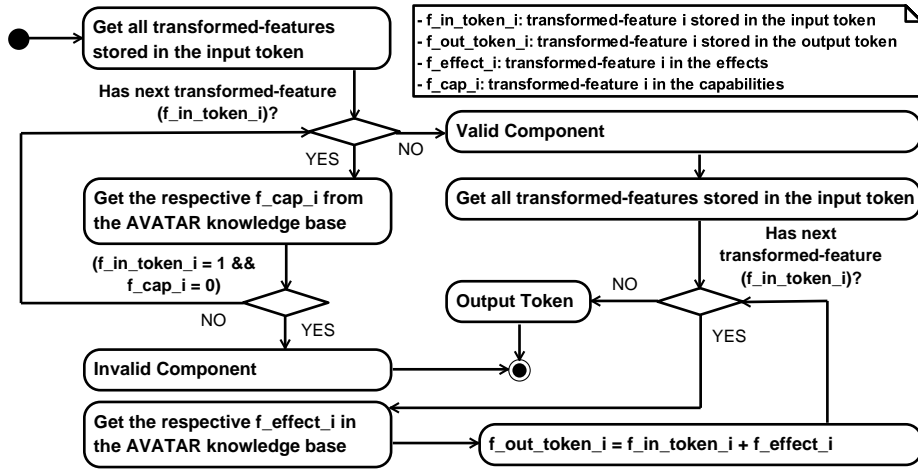 Get all transformed-features
stored in the input token
- f_in_token_i: transformed-feature i stored in the input token
- f_out_token_i: transformed-feature i stored in the output token
- f_effect_i: transformed-feature i in the effects
- f_cap_i: transformed-feature i in the capabilities
Has next transformed-feature
(f_in_token_i)?
NO
YES
Valid Component
Get the respective f_cap_i from
the AVATAR knowledge base
Get all transformed-features stored in the input token
(f_in_token_i = 1 &&
f_cap_i = 0)
NO
YES
Has next
transformed-feature
(f_in_token_i)?
Output Token
NO
YES
Invalid Component
Get the respective f_effect_i in
the AVATAR knowledge base
f_out_token_i = f_in_token_i + f_effect_i